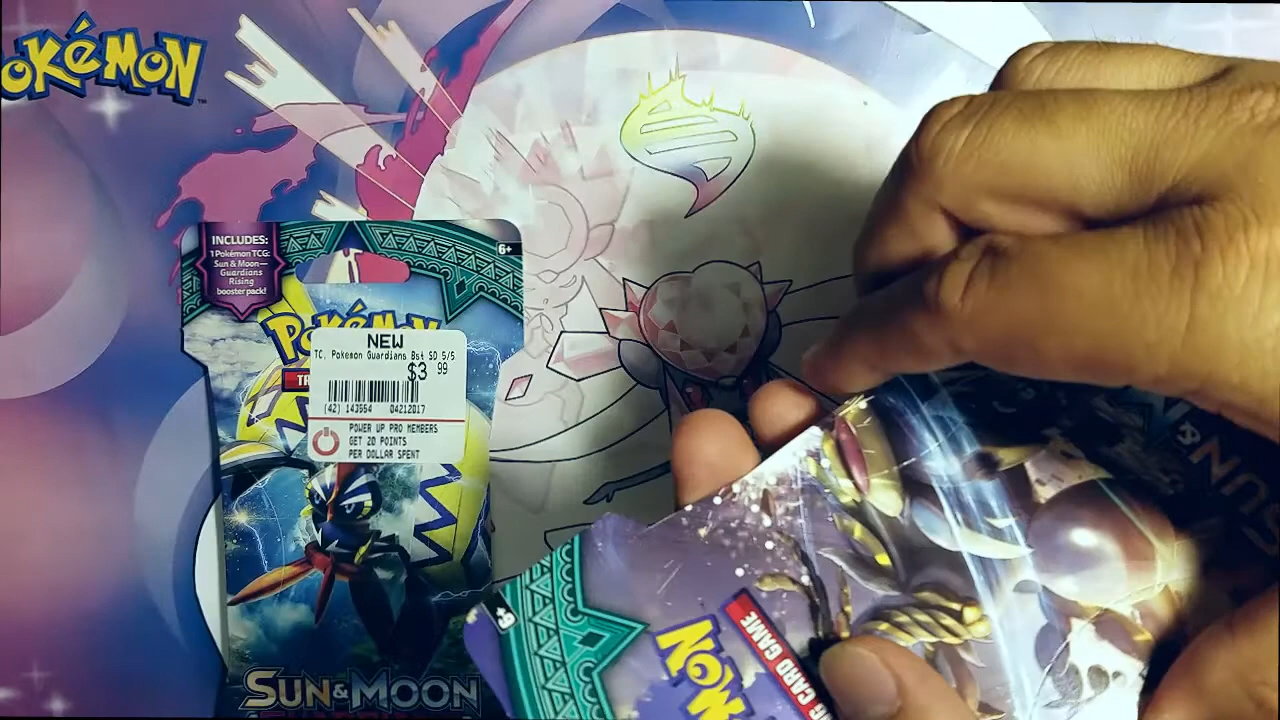 POKÉMON
TM
INCLUDES:
1 Pokémon TCG:
Sun & Moon—
Guardians
Rising
booster pack!
6+
POKÉMON
NEW
TC, Pokemon Guardians Bst SD 5/5
$3 99
(42) 143554 04212017
POWER UP PRO MEMBERS
GET 20 POINTS
PER DOLLAR SPENT
SUN & MOON
6+
CARD GAME